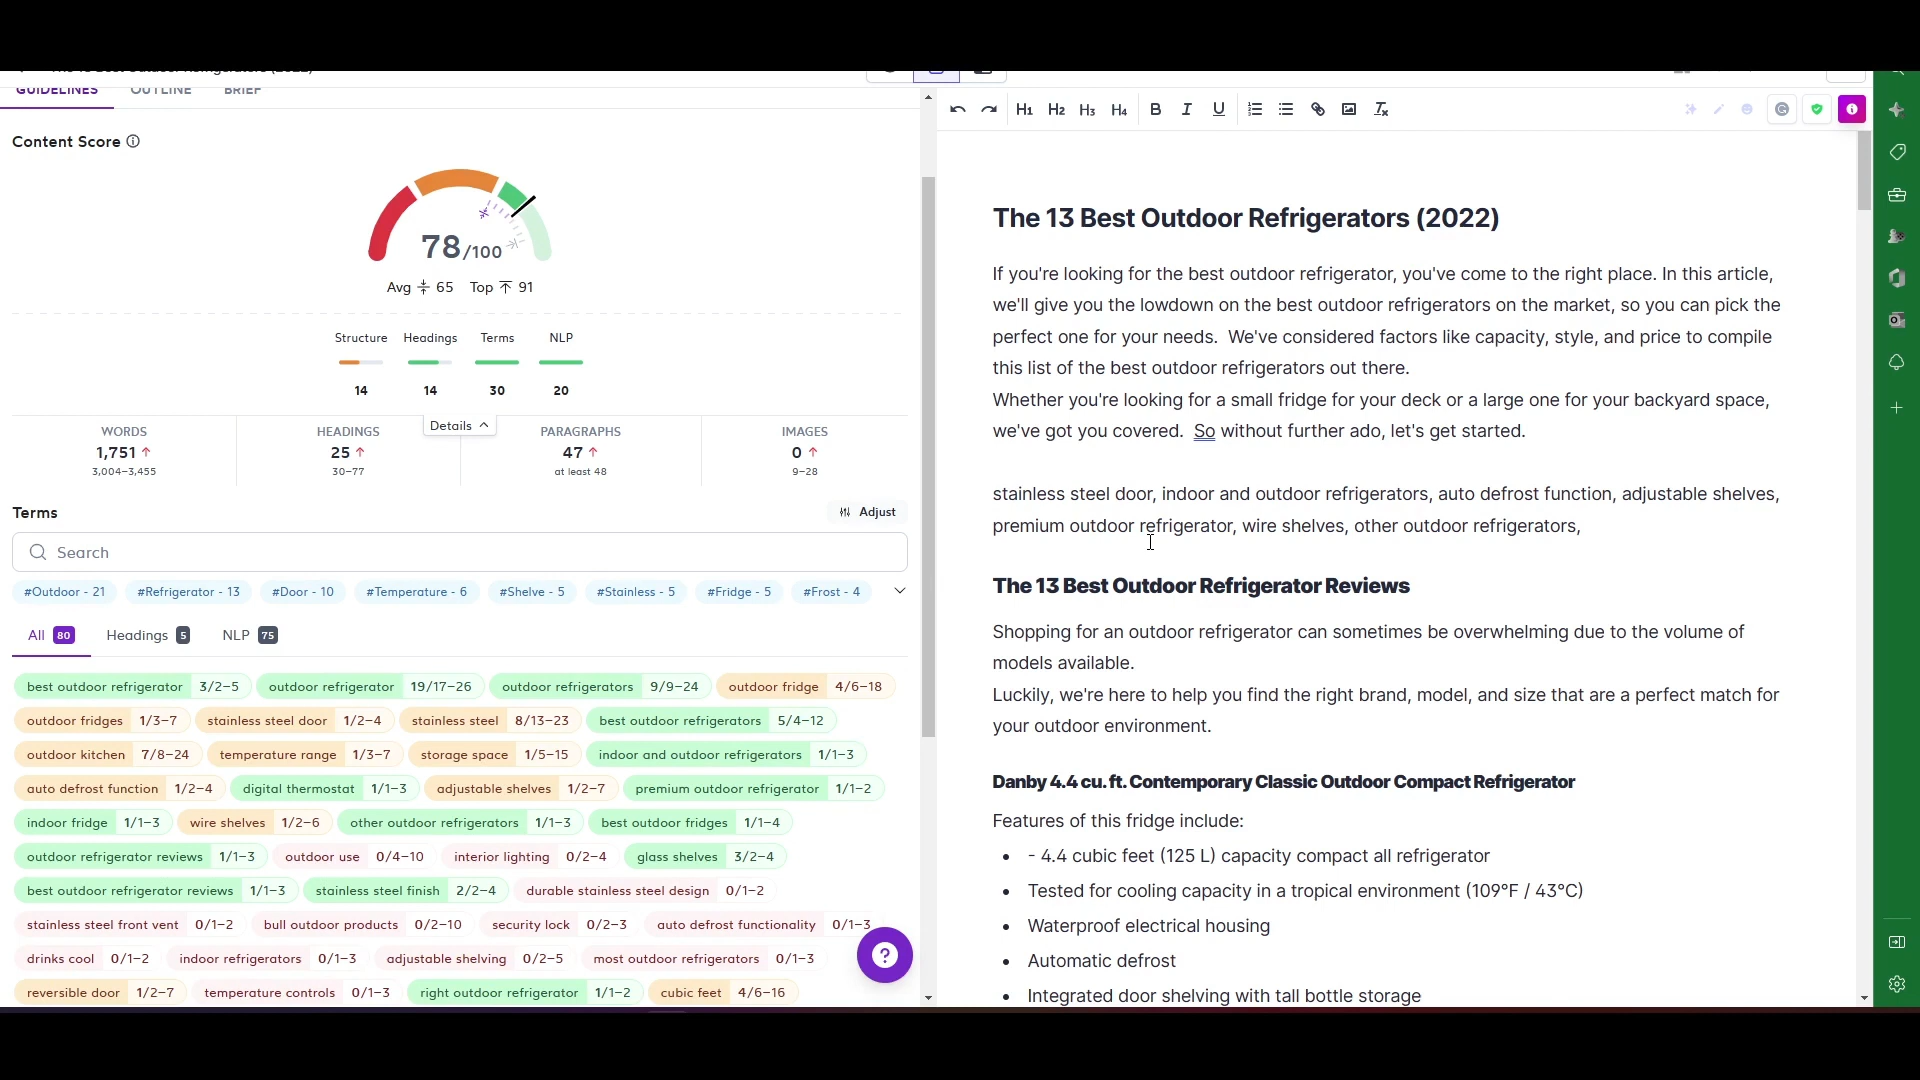 The 13 Best Outdoor Refrigerators (2022)
GUIDELINES OUTLINE BRIEF
Content Score
78/100
Avg 65 Top 91
Structure Headings Terms NLP
14 14 30 20
Details
WORDS HEADINGS PARAGRAPHS IMAGES
1,751 ↑ 25 ↑ 47 ↑ 0 ↑
3,004–3,455 30–77 at least 48 9–28
Terms Adjust
Search
#Outdoor - 21 #Refrigerator - 13 #Door - 10 #Temperature - 6 #Shelve - 5 #Stainless - 5 #Fridge - 5 #Frost - 4
All 80 Headings 5 NLP 75
best outdoor refrigerator 3/2–5 outdoor refrigerator 19/17–26 outdoor refrigerators 9/9–24 outdoor fridge 4/6–18
outdoor fridges 1/3–7 stainless steel door 1/2–4 stainless steel 8/13–23 best outdoor refrigerators 5/4–12
outdoor kitchen 7/8–24 temperature range 1/3–7 storage space 1/5–15 indoor and outdoor refrigerators 1/1–3
auto defrost function 1/2–4 digital thermostat 1/1–3 adjustable shelves 1/2–7 premium outdoor refrigerator 1/1–2
indoor fridge 1/1–3 wire shelves 1/2–6 other outdoor refrigerators 1/1–3 best outdoor fridges 1/1–4
outdoor refrigerator reviews 1/1–3 outdoor use 0/4–10 interior lighting 0/2–4 glass shelves 3/2–4
best outdoor refrigerator reviews 1/1–3 stainless steel finish 2/2–4 durable stainless steel design 0/1–2
stainless steel front vent 0/1–2 bull outdoor products 0/2–10 security lock 0/2–3 auto defrost functionality 0/1–3
drinks cool 0/1–2 indoor refrigerators 0/1–3 adjustable shelving 0/2–5 most outdoor refrigerators 0/1–3
reversible door 1/2–7 temperature controls 0/1–3 right outdoor refrigerator 1/1–2 cubic feet 4/6–16
?
H1 H2 H3 H4 B I U
The 13 Best Outdoor Refrigerators (2022)
If you're looking for the best outdoor refrigerator, you've come to the right place. In this article,
we'll give you the lowdown on the best outdoor refrigerators on the market, so you can pick the
perfect one for your needs.  We've considered factors like capacity, style, and price to compile
this list of the best outdoor refrigerators out there.
Whether you're looking for a small fridge for your deck or a large one for your backyard space,
we've got you covered.  So without further ado, let's get started.
stainless steel door, indoor and outdoor refrigerators, auto defrost function, adjustable shelves,
premium outdoor refrigerator, wire shelves, other outdoor refrigerators,
The 13 Best Outdoor Refrigerator Reviews
Shopping for an outdoor refrigerator can sometimes be overwhelming due to the volume of
models available.
Luckily, we're here to help you find the right brand, model, and size that are a perfect match for
your outdoor environment.
Danby 4.4 cu. ft. Contemporary Classic Outdoor Compact Refrigerator
Features of this fridge include:
• - 4.4 cubic feet (125 L) capacity compact all refrigerator
• Tested for cooling capacity in a tropical environment (109°F / 43°C)
• Waterproof electrical housing
• Automatic defrost
• Integrated door shelving with tall bottle storage